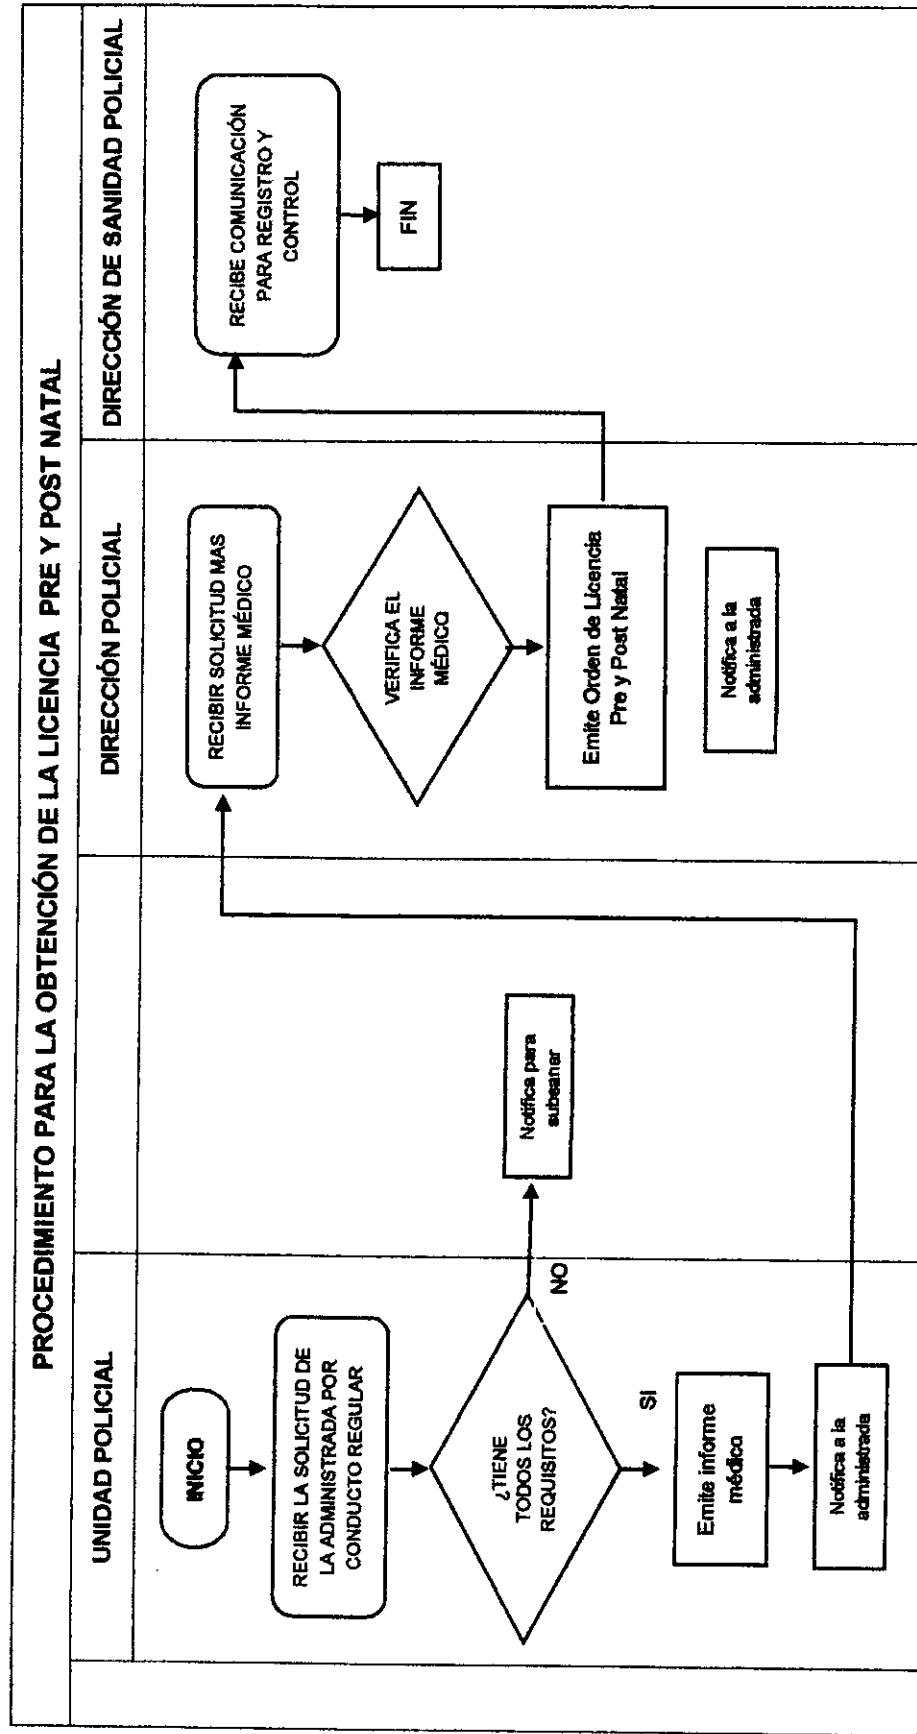 PROCEDIMIENTO PARA LA OBTENCIÓN DE LA LICENCIA PRE Y POST NATAL
UNIDAD POLICIAL
DIRECCIÓN POLICIAL
DIRECCIÓN DE SANIDAD POLICIAL
INICIO
RECIBIR LA SOLICITUD DE
LA ADMINISTRADA POR
CONDUCTO REGULAR
¿TIENE
TODOS LOS
REQUISITOS?
NO
SI
Notifica para
subsanar
Emite informe
médico
Notifica a la
administrada
RECIBIR SOLICITUD MAS
INFORME MÉDICO
VERIFICA EL
INFORME
MÉDICO
Emite Orden de Licencia
Pre y Post Natal
Notifica a la
administrada
RECIBE COMUNICACIÓN
PARA REGISTRO Y
CONTROL
FIN